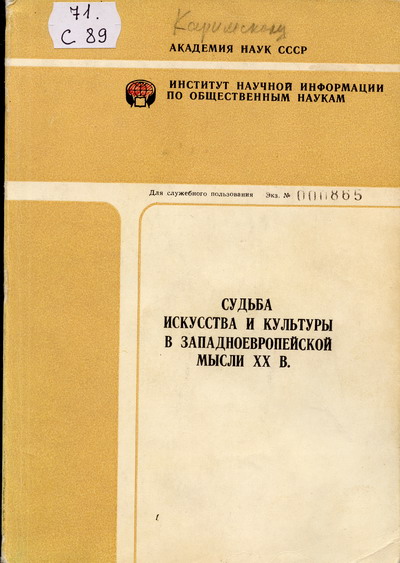 71.
С 89
АКАДЕМИЯ НАУК СССР
ИНСТИТУТ НАУЧНОЙ ИНФОРМАЦИИ
ПО ОБЩЕСТВЕННЫМ НАУКАМ
Для служебного пользования Экз. № 000865
СУДЬБА
ИСКУССТВА И КУЛЬТУРЫ
В ЗАПАДНОЕВРОПЕЙСКОЙ
МЫСЛИ XX В.